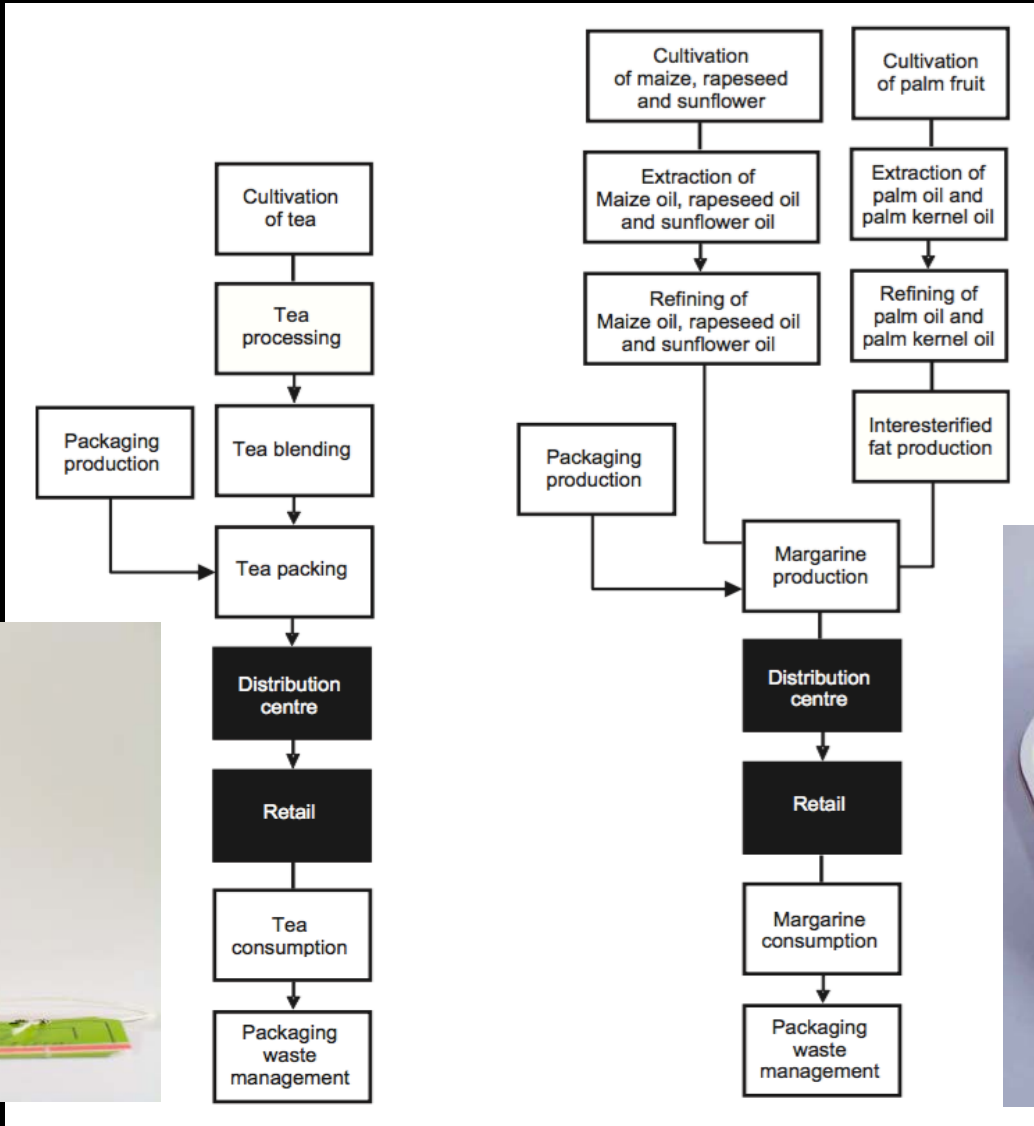 Cultivation
of tea
Tea
processing
Packaging
production
Tea blending
Tea packing
Distribution
centre
Retail
Tea
consumption
Packaging
waste
management
Cultivation
of maize, rapeseed
and sunflower
Cultivation
of palm fruit
Extraction of
Maize oil, rapeseed oil
and sunflower oil
Extraction of
palm oil and
palm kernel oil
Refining of
Maize oil, rapeseed oil
and sunflower oil
Refining of
palm oil and
palm kernel oil
Interesterified
fat production
Packaging
production
Margarine
production
Distribution
centre
Retail
Margarine
consumption
Packaging
waste
management